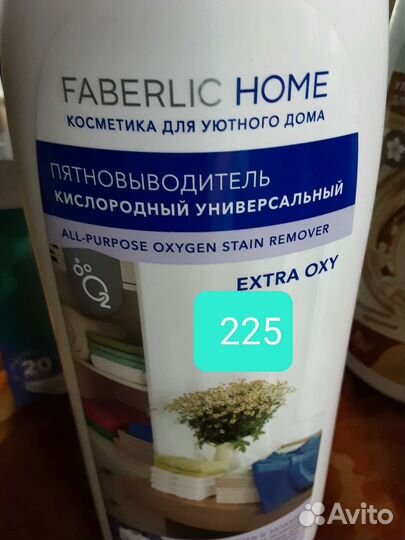 FABERLIC HOME
КОСМЕТИКА ДЛЯ УЮТНОГО ДОМА
ПЯТНОВЫВОДИТЕЛЬ
КИСЛОРОДНЫЙ УНИВЕРСАЛЬНЫЙ
ALL-PURPOSE OXYGEN STAIN REMOVER
EXTRA OXY
O2
225
20
Avito